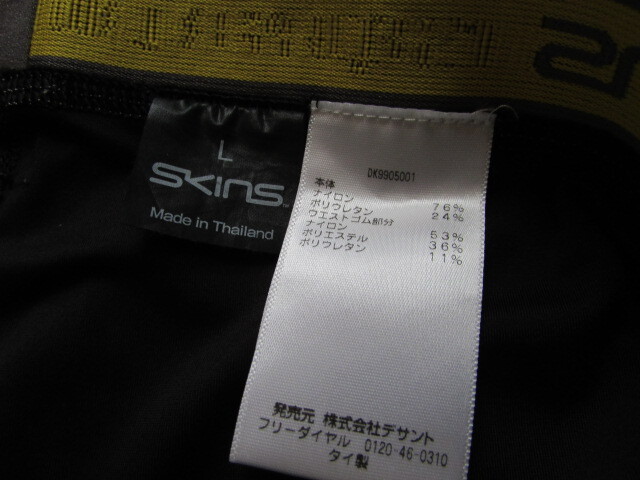 L
SKINS
Made in Thailand
DK9905001
本体
ナイロン 76%
ポリウレタン 24%
ウエストゴム部ウラナ
ナイロン 53%
ポリエステル 36%
ポリウレタン 11%
発売元 株式会社デサント
フリーダイヤル 0120-46-0310
タイ製